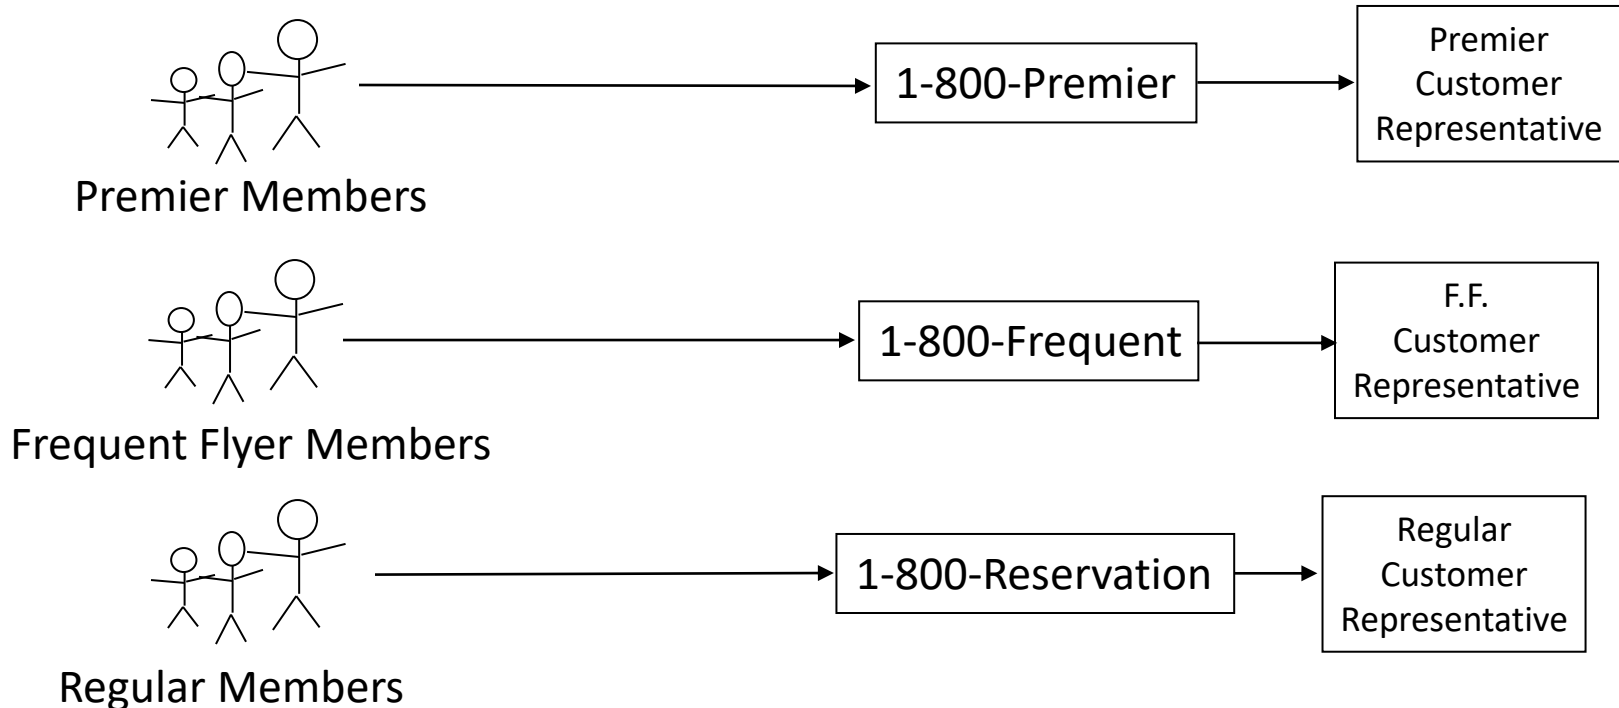 Premier Members
1-800-Premier
Premier
Customer
Representative
Frequent Flyer Members
1-800-Frequent
F.F.
Customer
Representative
Regular Members
1-800-Reservation
Regular
Customer
Representative